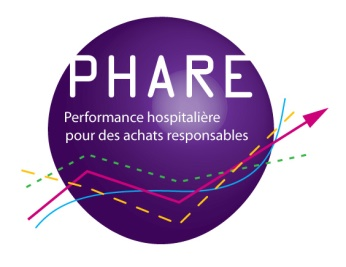 PHARE
Performance hospitalière
pour des achats responsables